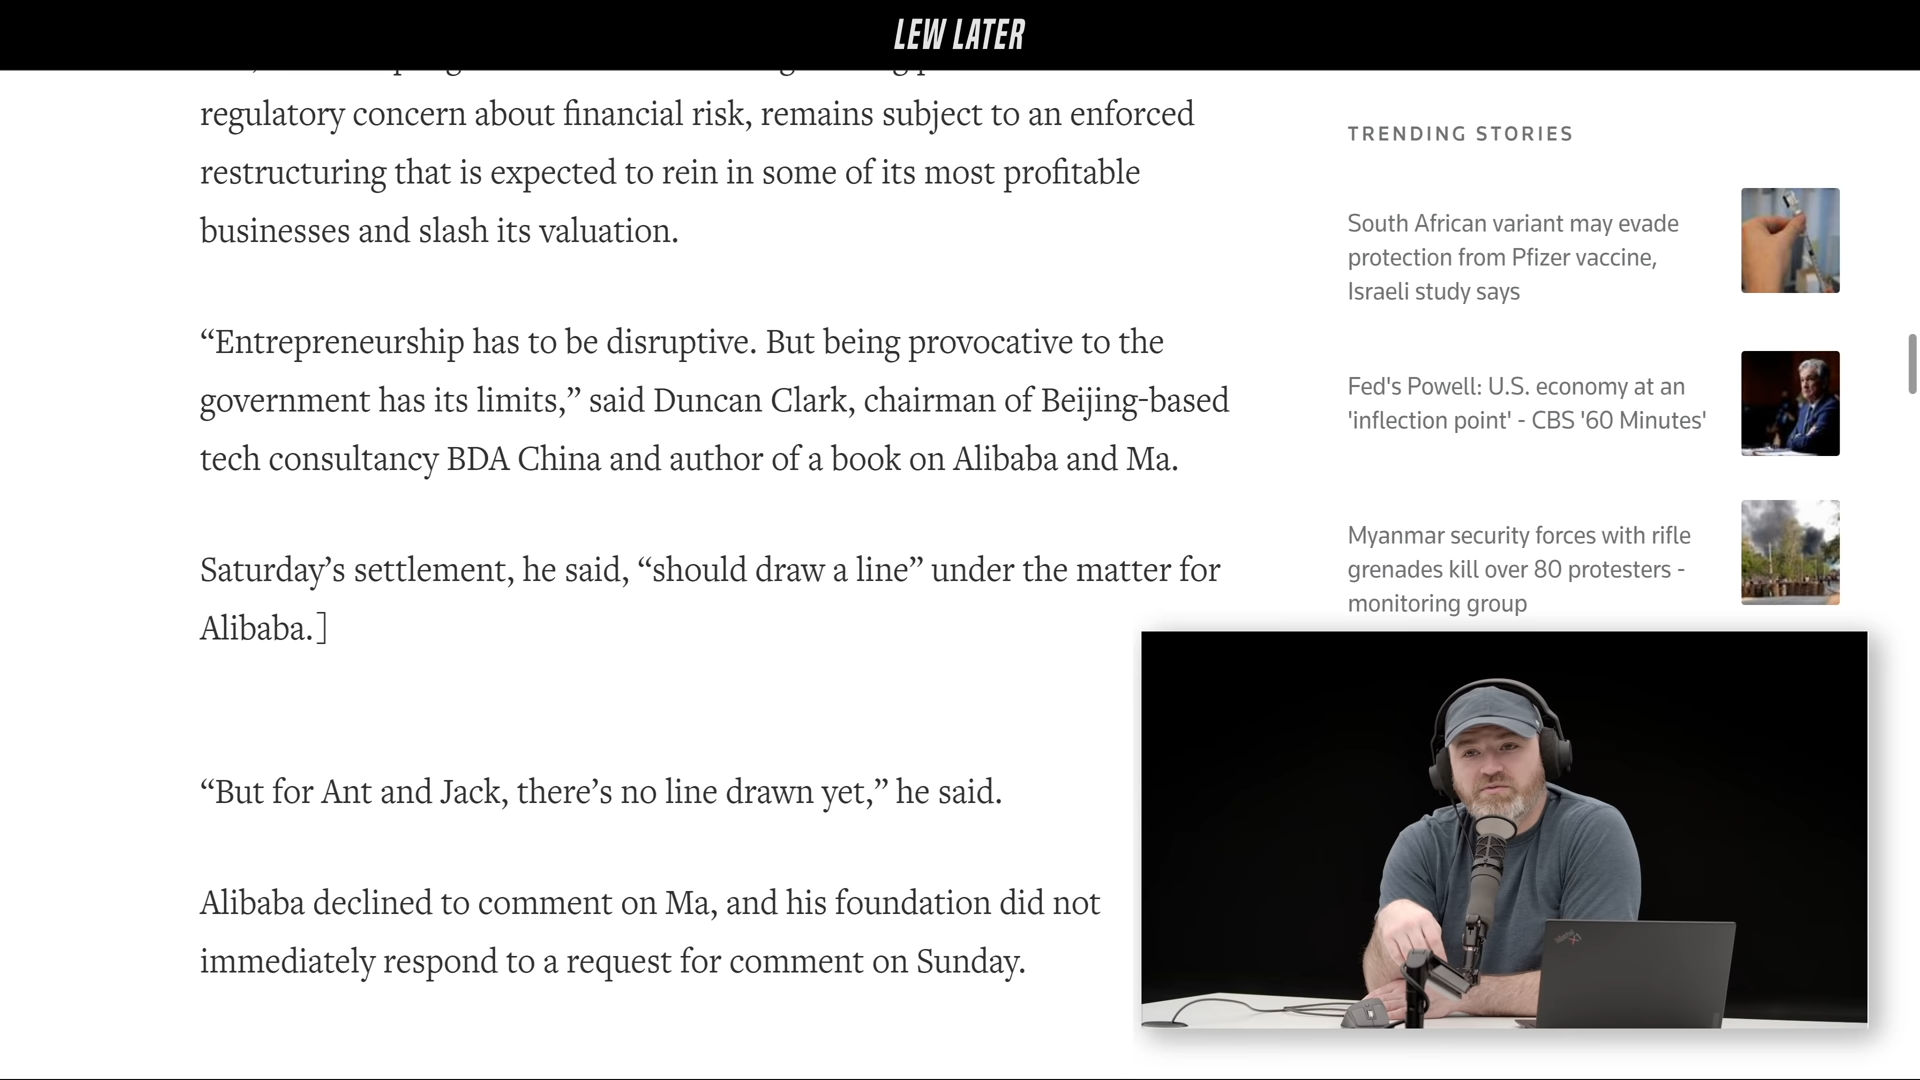 LEW LATER
regulatory concern about financial risk, remains subject to an enforced
restructuring that is expected to rein in some of its most profitable
businesses and slash its valuation.
“Entrepreneurship has to be disruptive. But being provocative to the
government has its limits,” said Duncan Clark, chairman of Beijing-based
tech consultancy BDA China and author of a book on Alibaba and Ma.
Saturday’s settlement, he said, “should draw a line” under the matter for
Alibaba.]
“But for Ant and Jack, there’s no line drawn yet,” he said.
Alibaba declined to comment on Ma, and his foundation did not
immediately respond to a request for comment on Sunday.
TRENDING STORIES
South African variant may evade
protection from Pfizer vaccine,
Israeli study says
Fed's Powell: U.S. economy at an
'inflection point' - CBS '60 Minutes'
Myanmar security forces with rifle
grenades kill over 80 protesters -
monitoring group